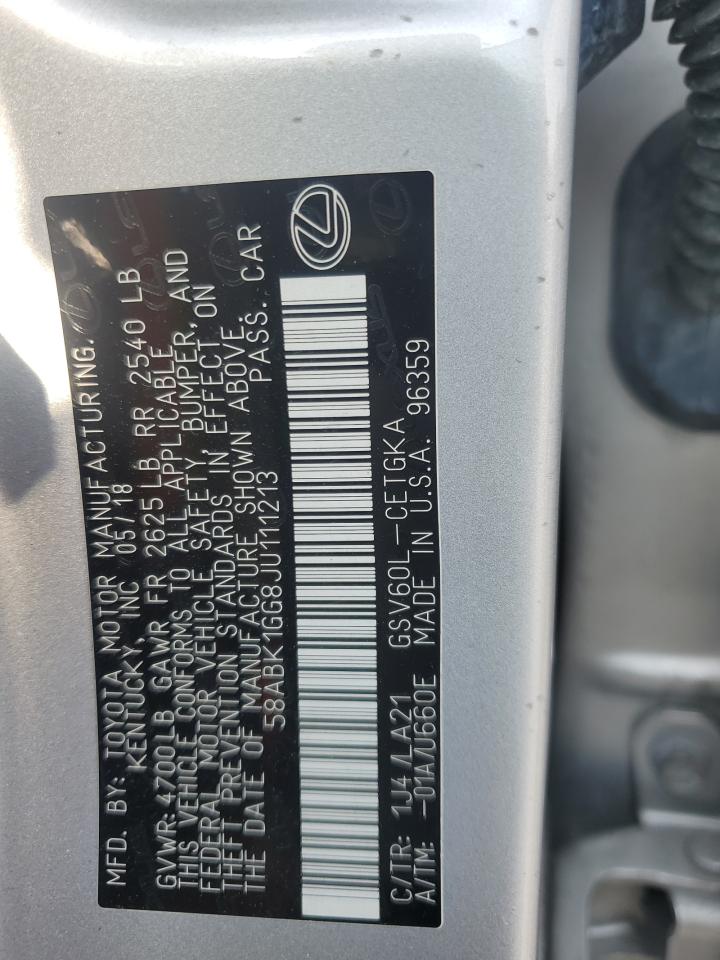 MFD. BY: TOYOTA MOTOR MANUFACTURING.
KENTUCKY, INC 05/18
GVWR:4700LB GAWR FR 2625LB RR 2540 LB
THIS VEHICLE CONFORMS TO ALL APPLICABLE
FEDERAL MOTOR VEHICLE SAFETY, BUMPER, AND
THEFT PREVENTION STANDARDS IN EFFECT ON
THE DATE OF MANUFACTURE SHOWN ABOVE.
58ABK1GG8JU111213 PASS. CAR
C/TR: 1J4/LA21 GSV60L-CETGKA
A/TM: -01A/U660E MADE IN U.S.A. 96359